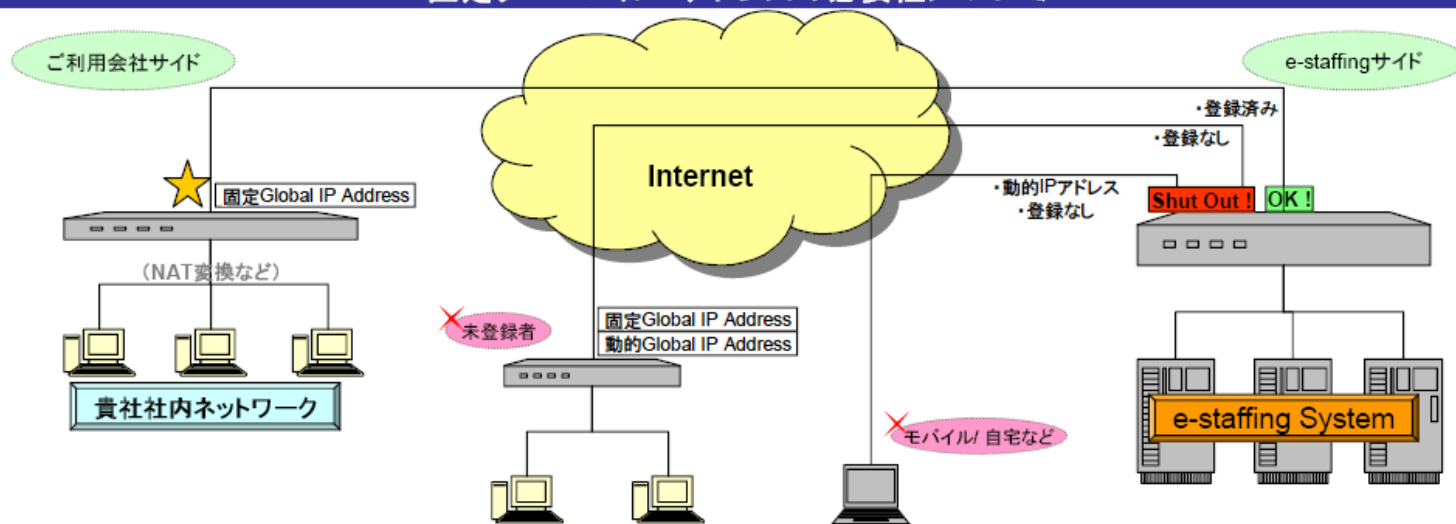 ご利用会社サイド
e-staffingサイド
・登録済み
・登録なし
Internet
・動的IPアドレス
・登録なし
Shut Out !
OK !
固定Global IP Address
(NAT変換など)
未登録者
固定Global IP Address
動的Global IP Address
貴社社内ネットワーク
モバイル/ 自宅など
e-staffing System